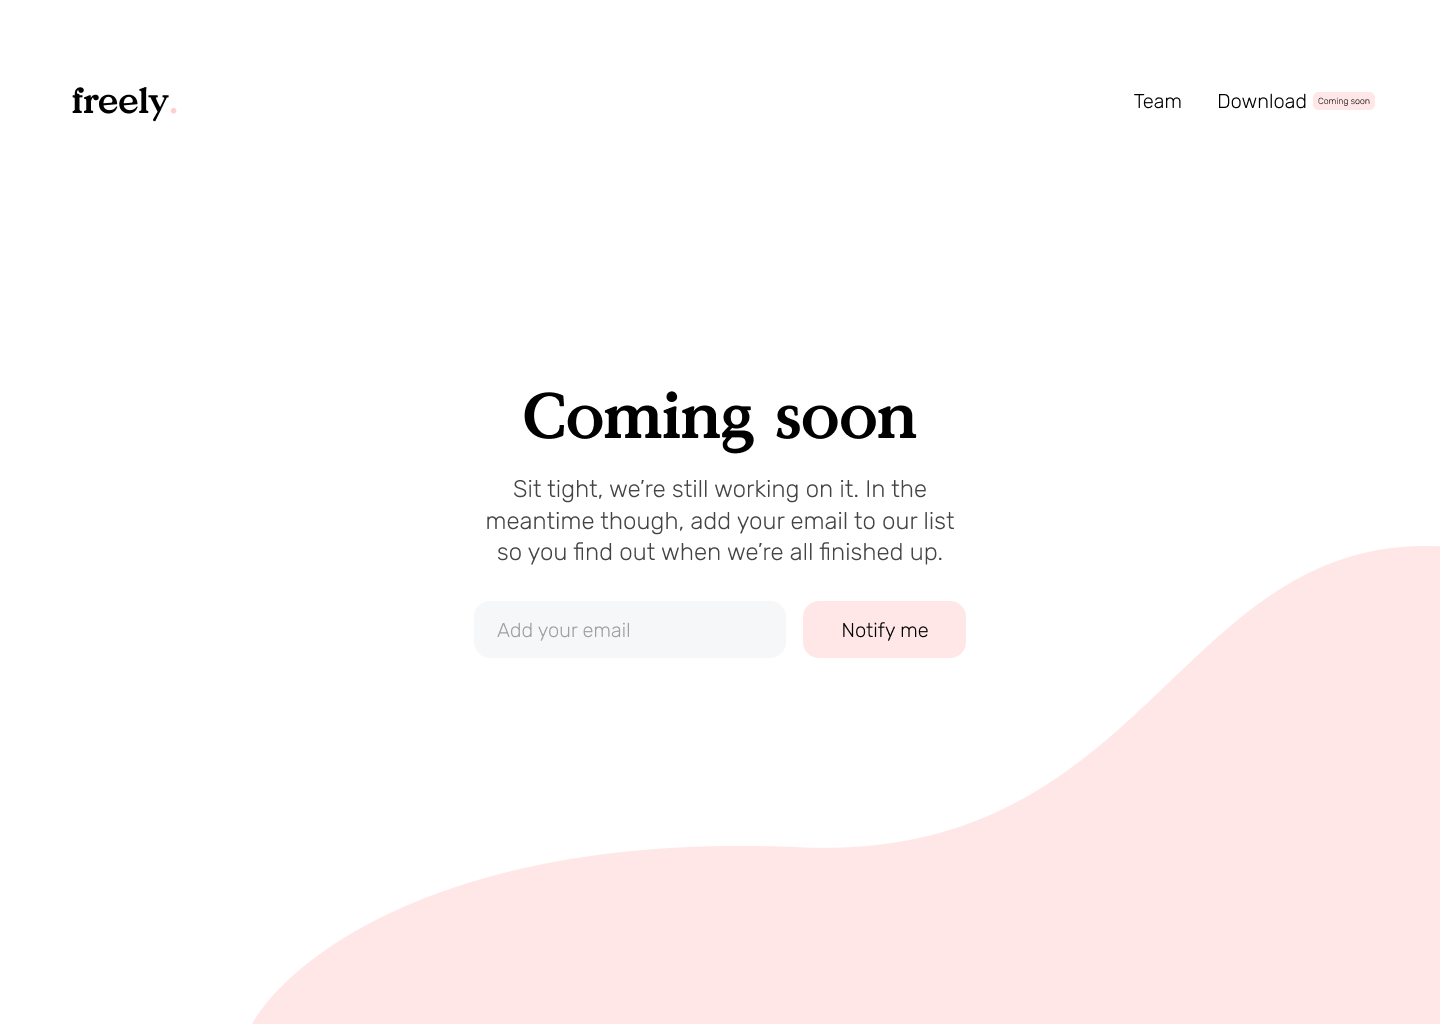 freely.
Team Download Coming soon
Coming soon
Sit tight, we’re still working on it. In the
meantime though, add your email to our list
so you find out when we’re all finished up.
Add your email Notify me